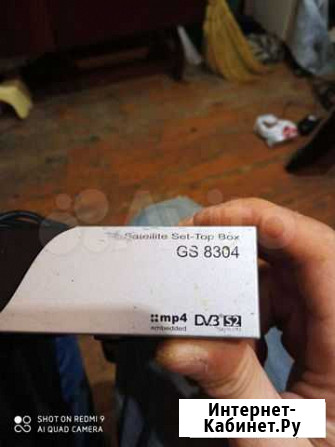 Satellite Set-Top Box
GS 8304
mp4
embedded
DVB S2
SHOT ON REDMI 9
AI QUAD CAMERA
Интернет-
Кабинет.Ру